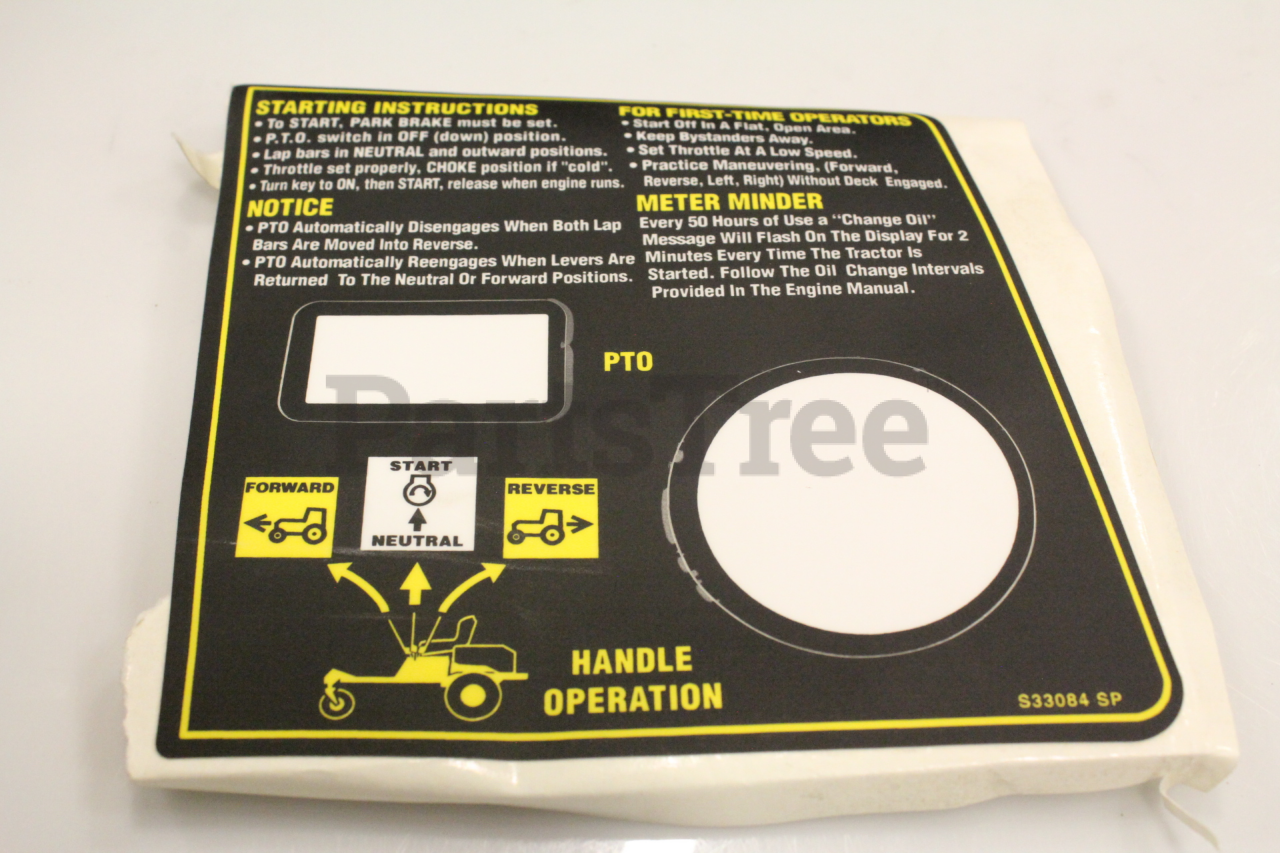 STARTING INSTRUCTIONS
• To START, PARK BRAKE must be set.
• P.T.O. switch in OFF (down) position.
• Lap bars in NEUTRAL and outward positions.
• Throttle set properly, CHOKE position if "cold".
• Turn key to ON, then START, release when engine runs.
NOTICE
• PTO Automatically Disengages When Both Lap
Bars Are Moved Into Reverse.
• PTO Automatically Reengages When Levers Are
Returned To The Neutral Or Forward Positions.
FOR FIRST-TIME OPERATORS
• Start Off In A Flat, Open Area.
• Keep Bystanders Away.
• Set Throttle At A Low Speed.
• Practice Maneuvering, (Forward,
Reverse, Left, Right) Without Deck Engaged.
METER MINDER
Every 50 Hours of Use a "Change Oil"
Message Will Flash On The Display For 2
Minutes Every Time The Tractor Is
Started. Follow The Oil Change Intervals
Provided In The Engine Manual.
PTO
PartsTree
FORWARD
START
NEUTRAL
REVERSE
HANDLE
OPERATION
S33084 SP